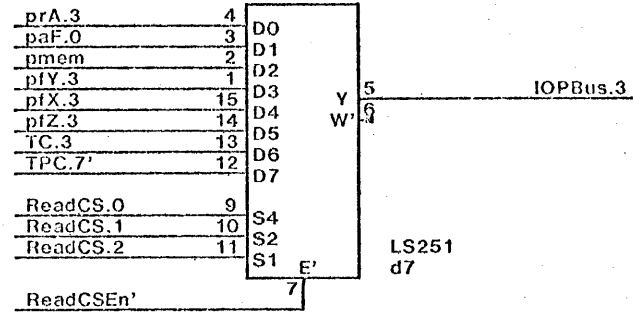 prA.3 4 D0
paF.0 3 D1
pmem 2 D2
pfY.3 1 D3
pfX.3 15 D4
pfZ.3 14 D5
TC.3 13 D6
TPC.7' 12 D7
Y 5 IOPBus.3
W' 6
ReadCS.0 9 S4
ReadCS.1 10 S2
ReadCS.2 11 S1
LS251
d7
E'
7
ReadCSEn'